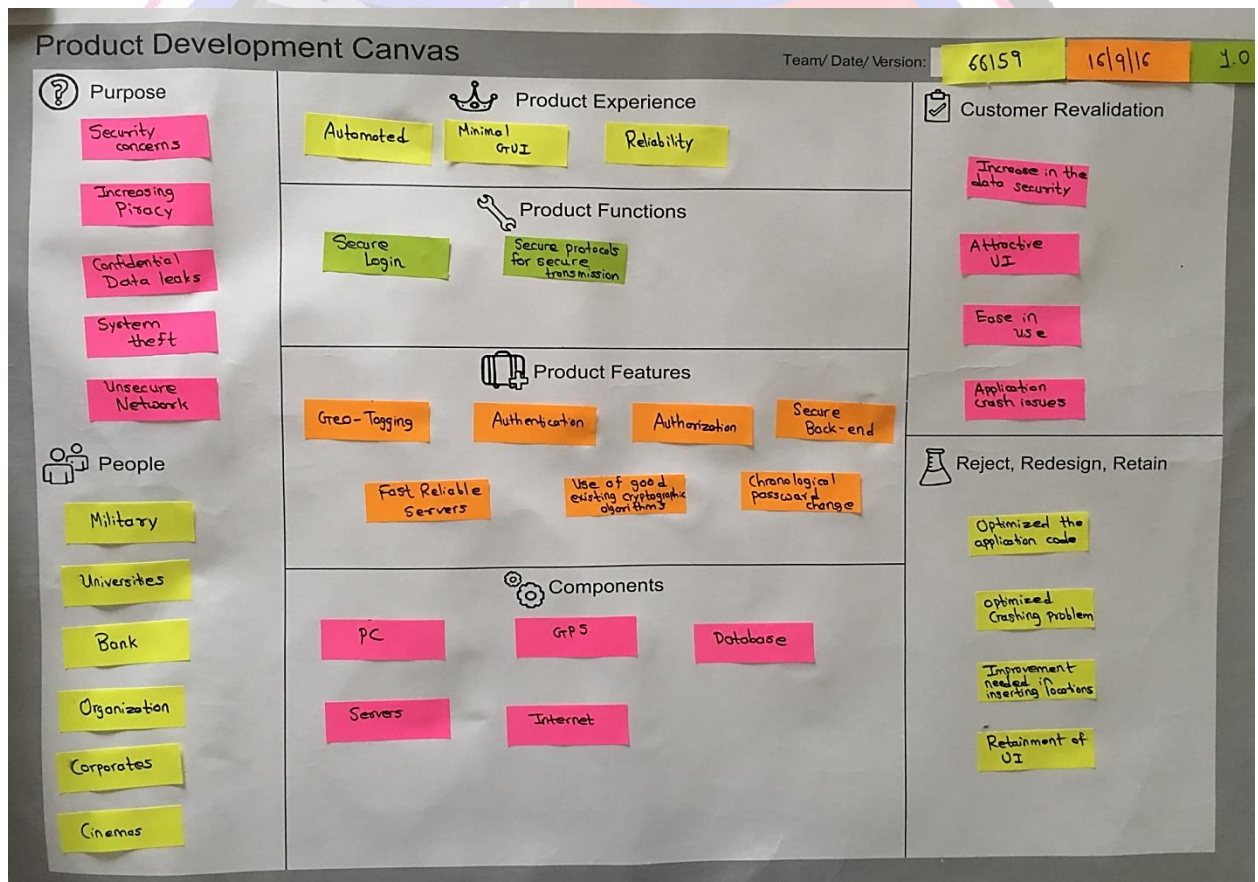 Product Development Canvas
Team/ Date/ Version:
66159
16/9/16
1.0
Purpose
Security
concerns
Increasing
Piracy
Confidential
Data leaks
System
theft
Unsecure
Network
People
Military
Universities
Bank
Organization
Corporates
Cinemas
Product Experience
Automated
Minimal
GUI
Reliability
Product Functions
Secure
Login
Secure protocols
for secure
transmission
Product Features
Geo-Tagging
Authentication
Authorization
Secure
Back-end
Fast Reliable
Servers
Use of good
existing cryptographic
algorithms
Chronological
password
change
Components
PC
GPS
Database
Servers
Internet
Customer Revalidation
Increase in the
data security
Attractive
UI
Ease in
use
Application
crash issues
Reject, Redesign, Retain
Optimized the
application code
optimized
Crashing Problem
Improvement
needed in
inserting locations
Retainment of
UI